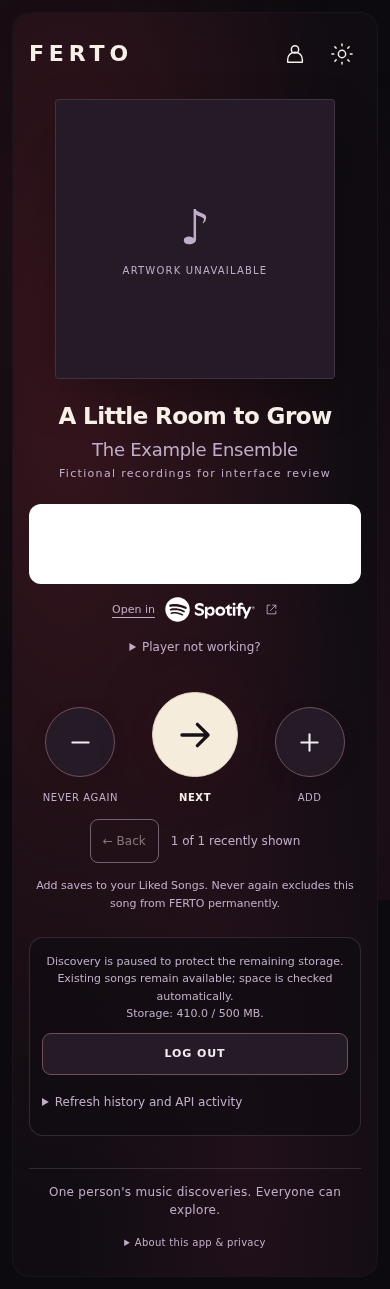 FERTO
ARTWORK UNAVAILABLE
A Little Room to Grow
The Example Ensemble
Fictional recordings for interface review
Open in Spotify
Player not working?
NEVER AGAIN
NEXT
ADD
← Back
1 of 1 recently shown
Add saves to your Liked Songs. Never again excludes this
song from FERTO permanently.
Discovery is paused to protect the remaining storage.
Existing songs remain available; space is checked
automatically.
Storage: 410.0 / 500 MB.
LOG OUT
Refresh history and API activity
One person's music discoveries. Everyone can
explore.
About this app & privacy